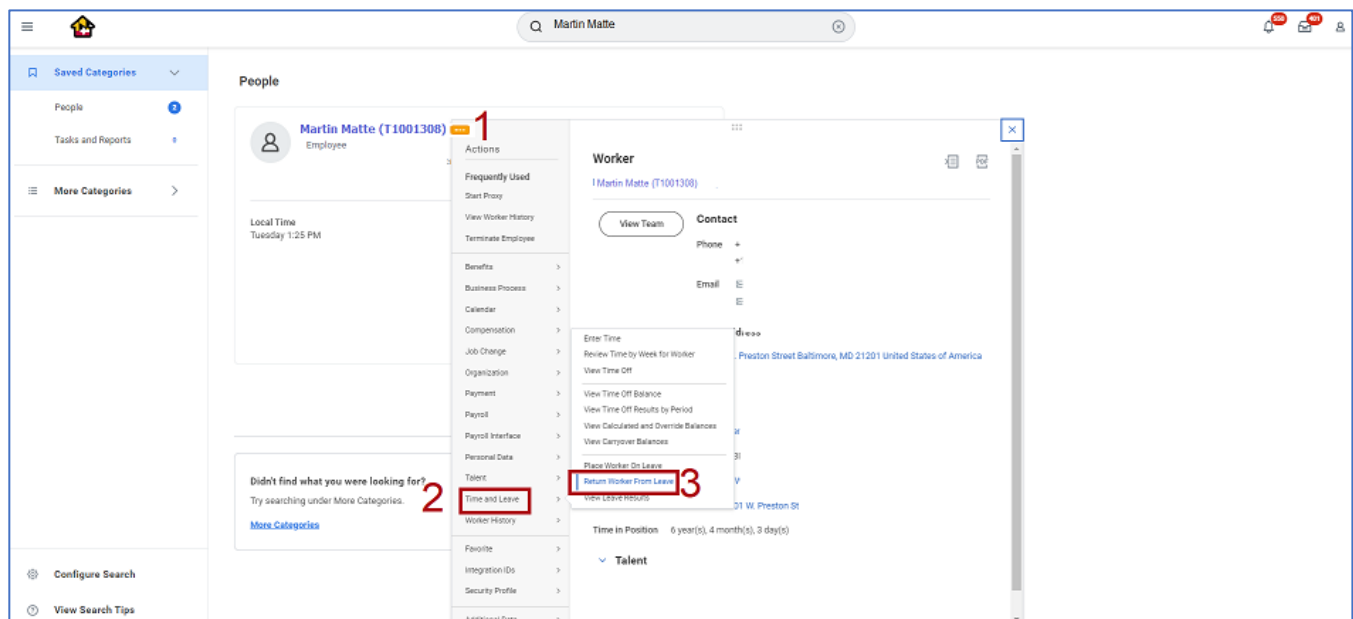 Martin Matte
558
401
Saved Categories
People
2
Tasks and Reports
0
More Categories
Configure Search
View Search Tips
People
Martin Matte (T1001308)
1
Employee
Local Time
Tuesday 1:25 PM
Didn't find what you were looking for?
Try searching under More Categories.
More Categories
Actions
Frequently Used
Start Proxy
View Worker History
Terminate Employee
Benefits
Business Process
Calendar
Compensation
Job Change
Organization
Payment
Payroll
Payroll Interface
Personal Data
Talent
2
Time and Leave
Worker History
Favorite
Integration IDs
Security Profile
Additional Data
Enter Time
Review Time by Week for Worker
View Time Off
View Time Off Balance
View Time Off Results by Period
View Calculated and Override Balances
View Carryover Balances
Place Worker On Leave
Return Worker From Leave
3
View Leave Results
Worker
Martin Matte (T1001308)
View Team
Contact
Phone
Email
Preston Street Baltimore, MD 21201 United States of America
01 W. Preston St
Time in Position 6 year(s), 4 month(s), 3 day(s)
Talent